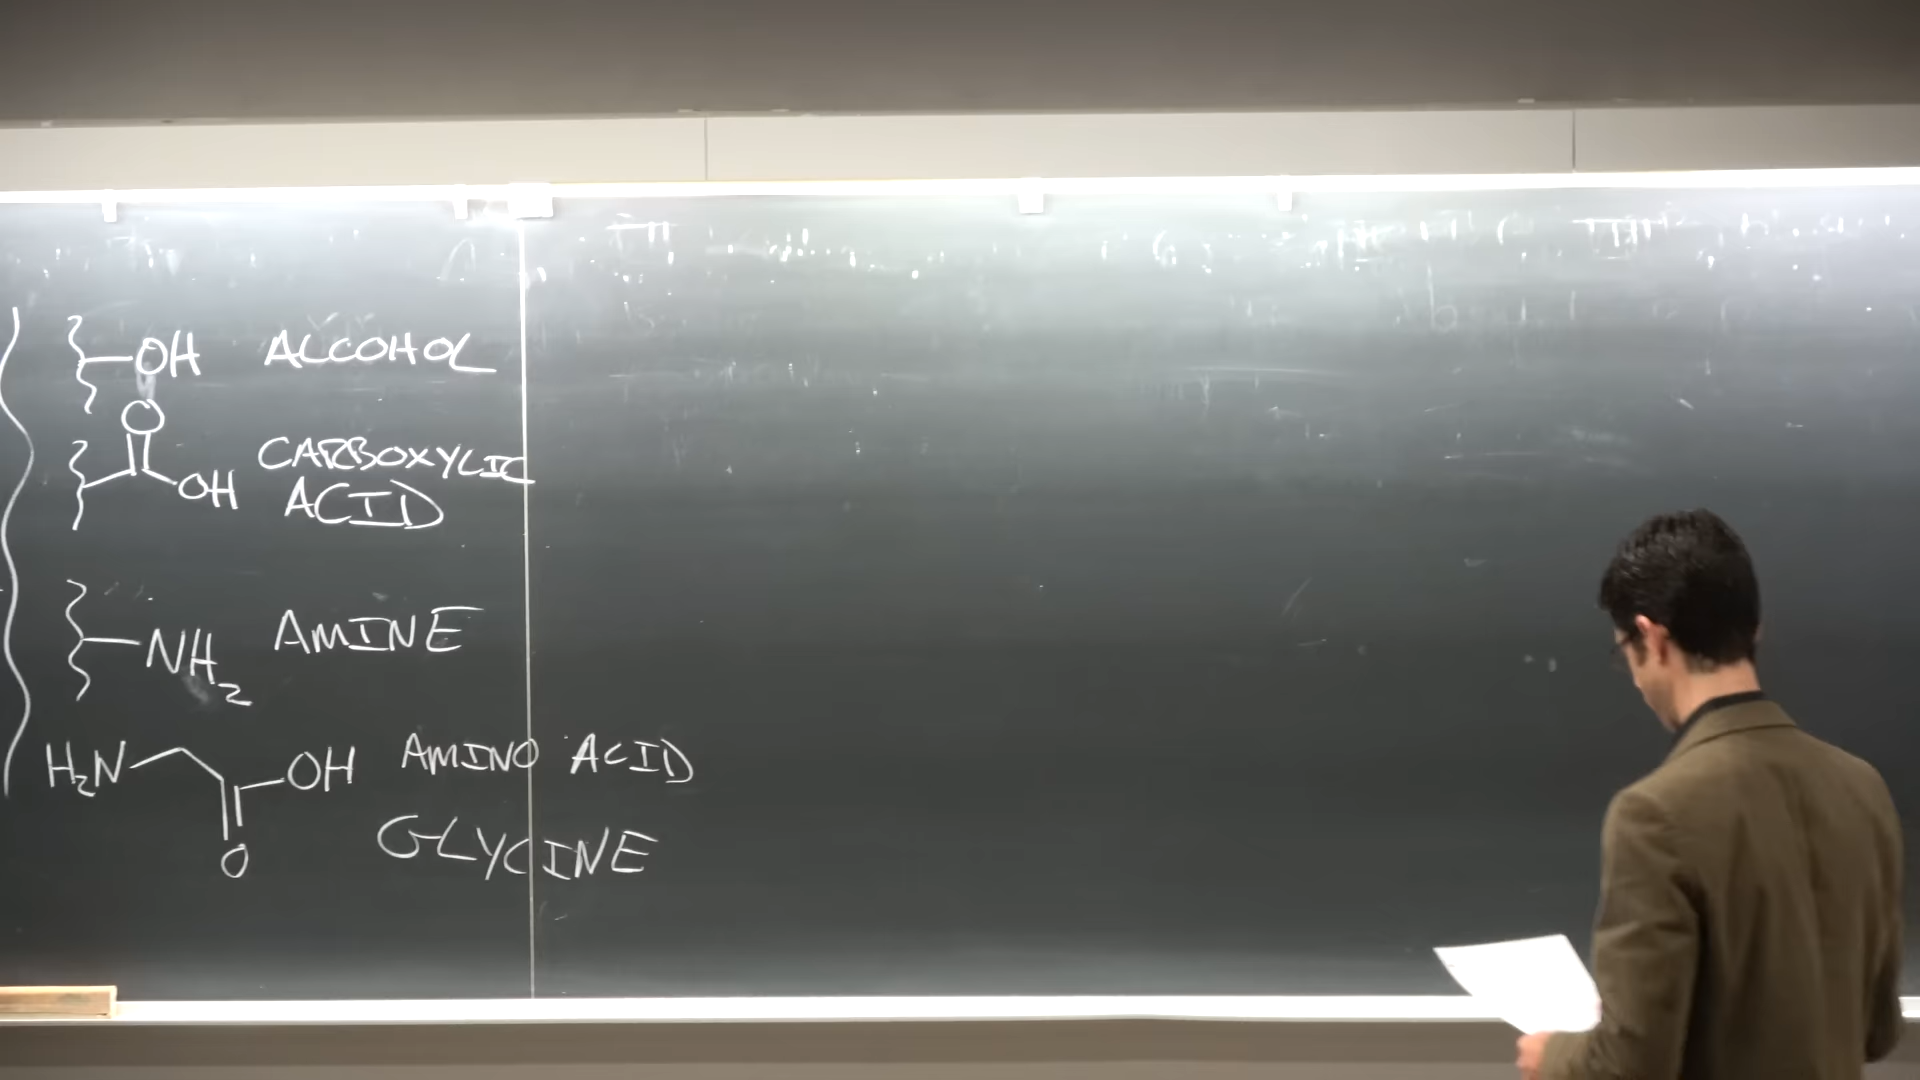 OH ALCOHOL
O
OH CARBOXYLIC
ACID
NH2 AMINE
H2N OH AMINO ACID
O GLYCINE